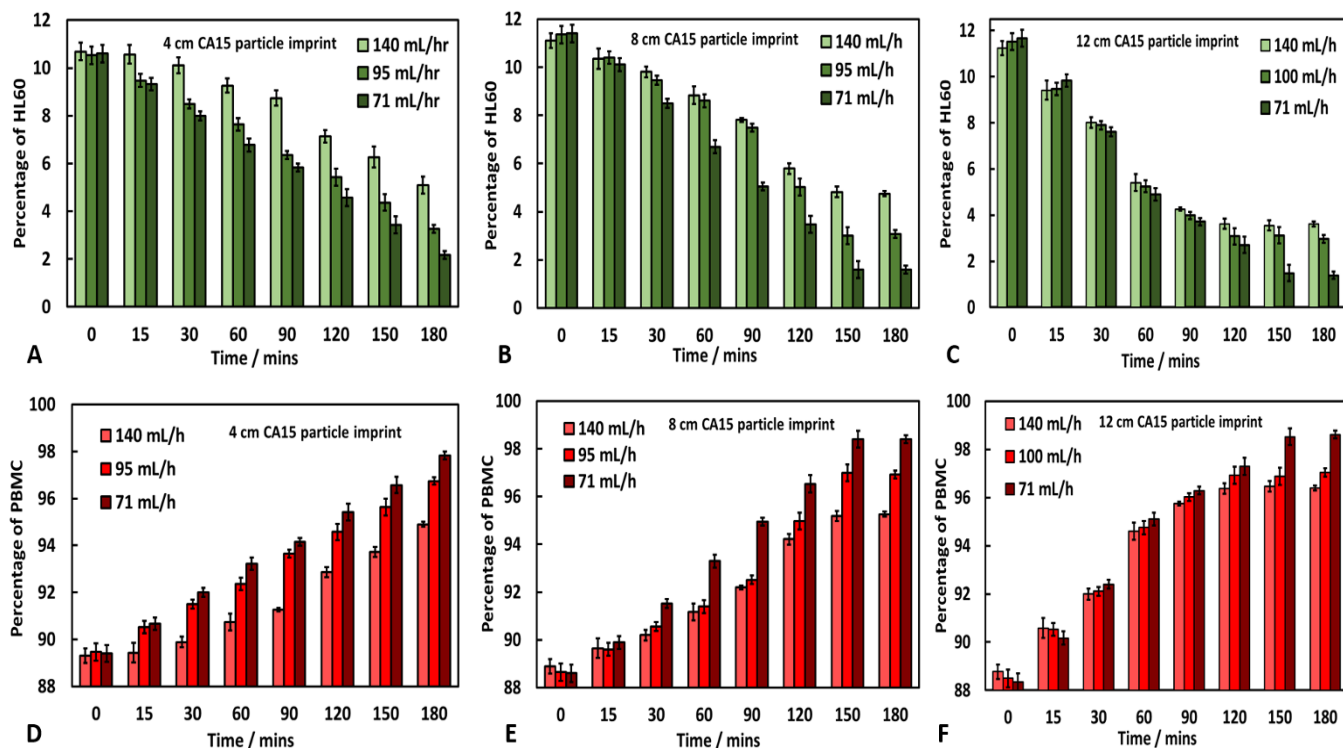 12
10
8
6
4
2
0
Percentage of HL60
4 cm CA15 particle imprint
140 mL/hr
95 mL/hr
71 mL/hr
0 15 30 60 90 120 150 180
Time / mins
A
12
10
8
6
4
2
0
Percentage of HL60
8 cm CA15 particle imprint
140 mL/h
95 mL/h
71 mL/h
0 15 30 60 90 120 150 180
Time / mins
B
12
10
8
6
4
2
0
Percentage of HL60
12 cm CA15 particle imprint
140 mL/h
100 mL/h
71 mL/h
0 15 30 60 90 120 150 180
Time / mins
C
100
98
96
94
92
90
88
Percentage of PBMC
4 cm CA15 particle imprint
140 mL/h
95 mL/h
71 mL/h
0 15 30 60 90 120 150 180
Time / mins
D
100
98
96
94
92
90
88
Percentage of PBMC
8 cm CA15 particle imprint
140 mL/h
95 mL/h
71 mL/h
0 15 30 60 90 120 150 180
Time / mins
E
100
98
96
94
92
90
88
Percentage of PBMC
12 cm CA15 particle imprint
140 mL/h
100 mL/h
71 mL/h
0 15 30 60 90 120 150 180
Time / mins
F